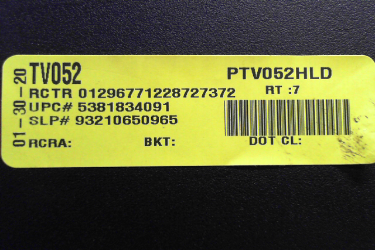 01-30-20
TV052
PTV052HLD
RCTR 01296771228727372
RT :7
UPC# 5381834091
SLP# 93210650965
RCRA:
BKT:
DOT CL: